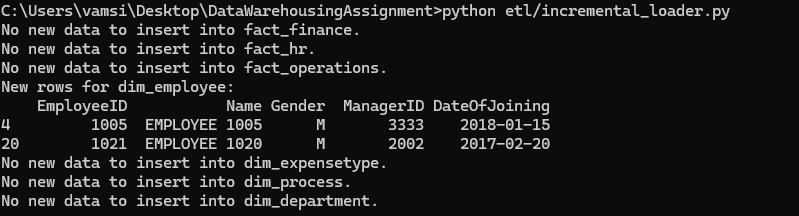 C:\Users\vamsi\Desktop\DataWarehousingAssignment>python etl/incremental_loader.py
No new data to insert into fact_finance.
No new data to insert into fact_hr.
No new data to insert into fact_operations.
New rows for dim_employee:
    EmployeeID           Name Gender  ManagerID DateOfJoining
4         1005  EMPLOYEE 1005      M       3333    2018-01-15
20        1021  EMPLOYEE 1020      M       2002    2017-02-20
No new data to insert into dim_expensetype.
No new data to insert into dim_process.
No new data to insert into dim_department.